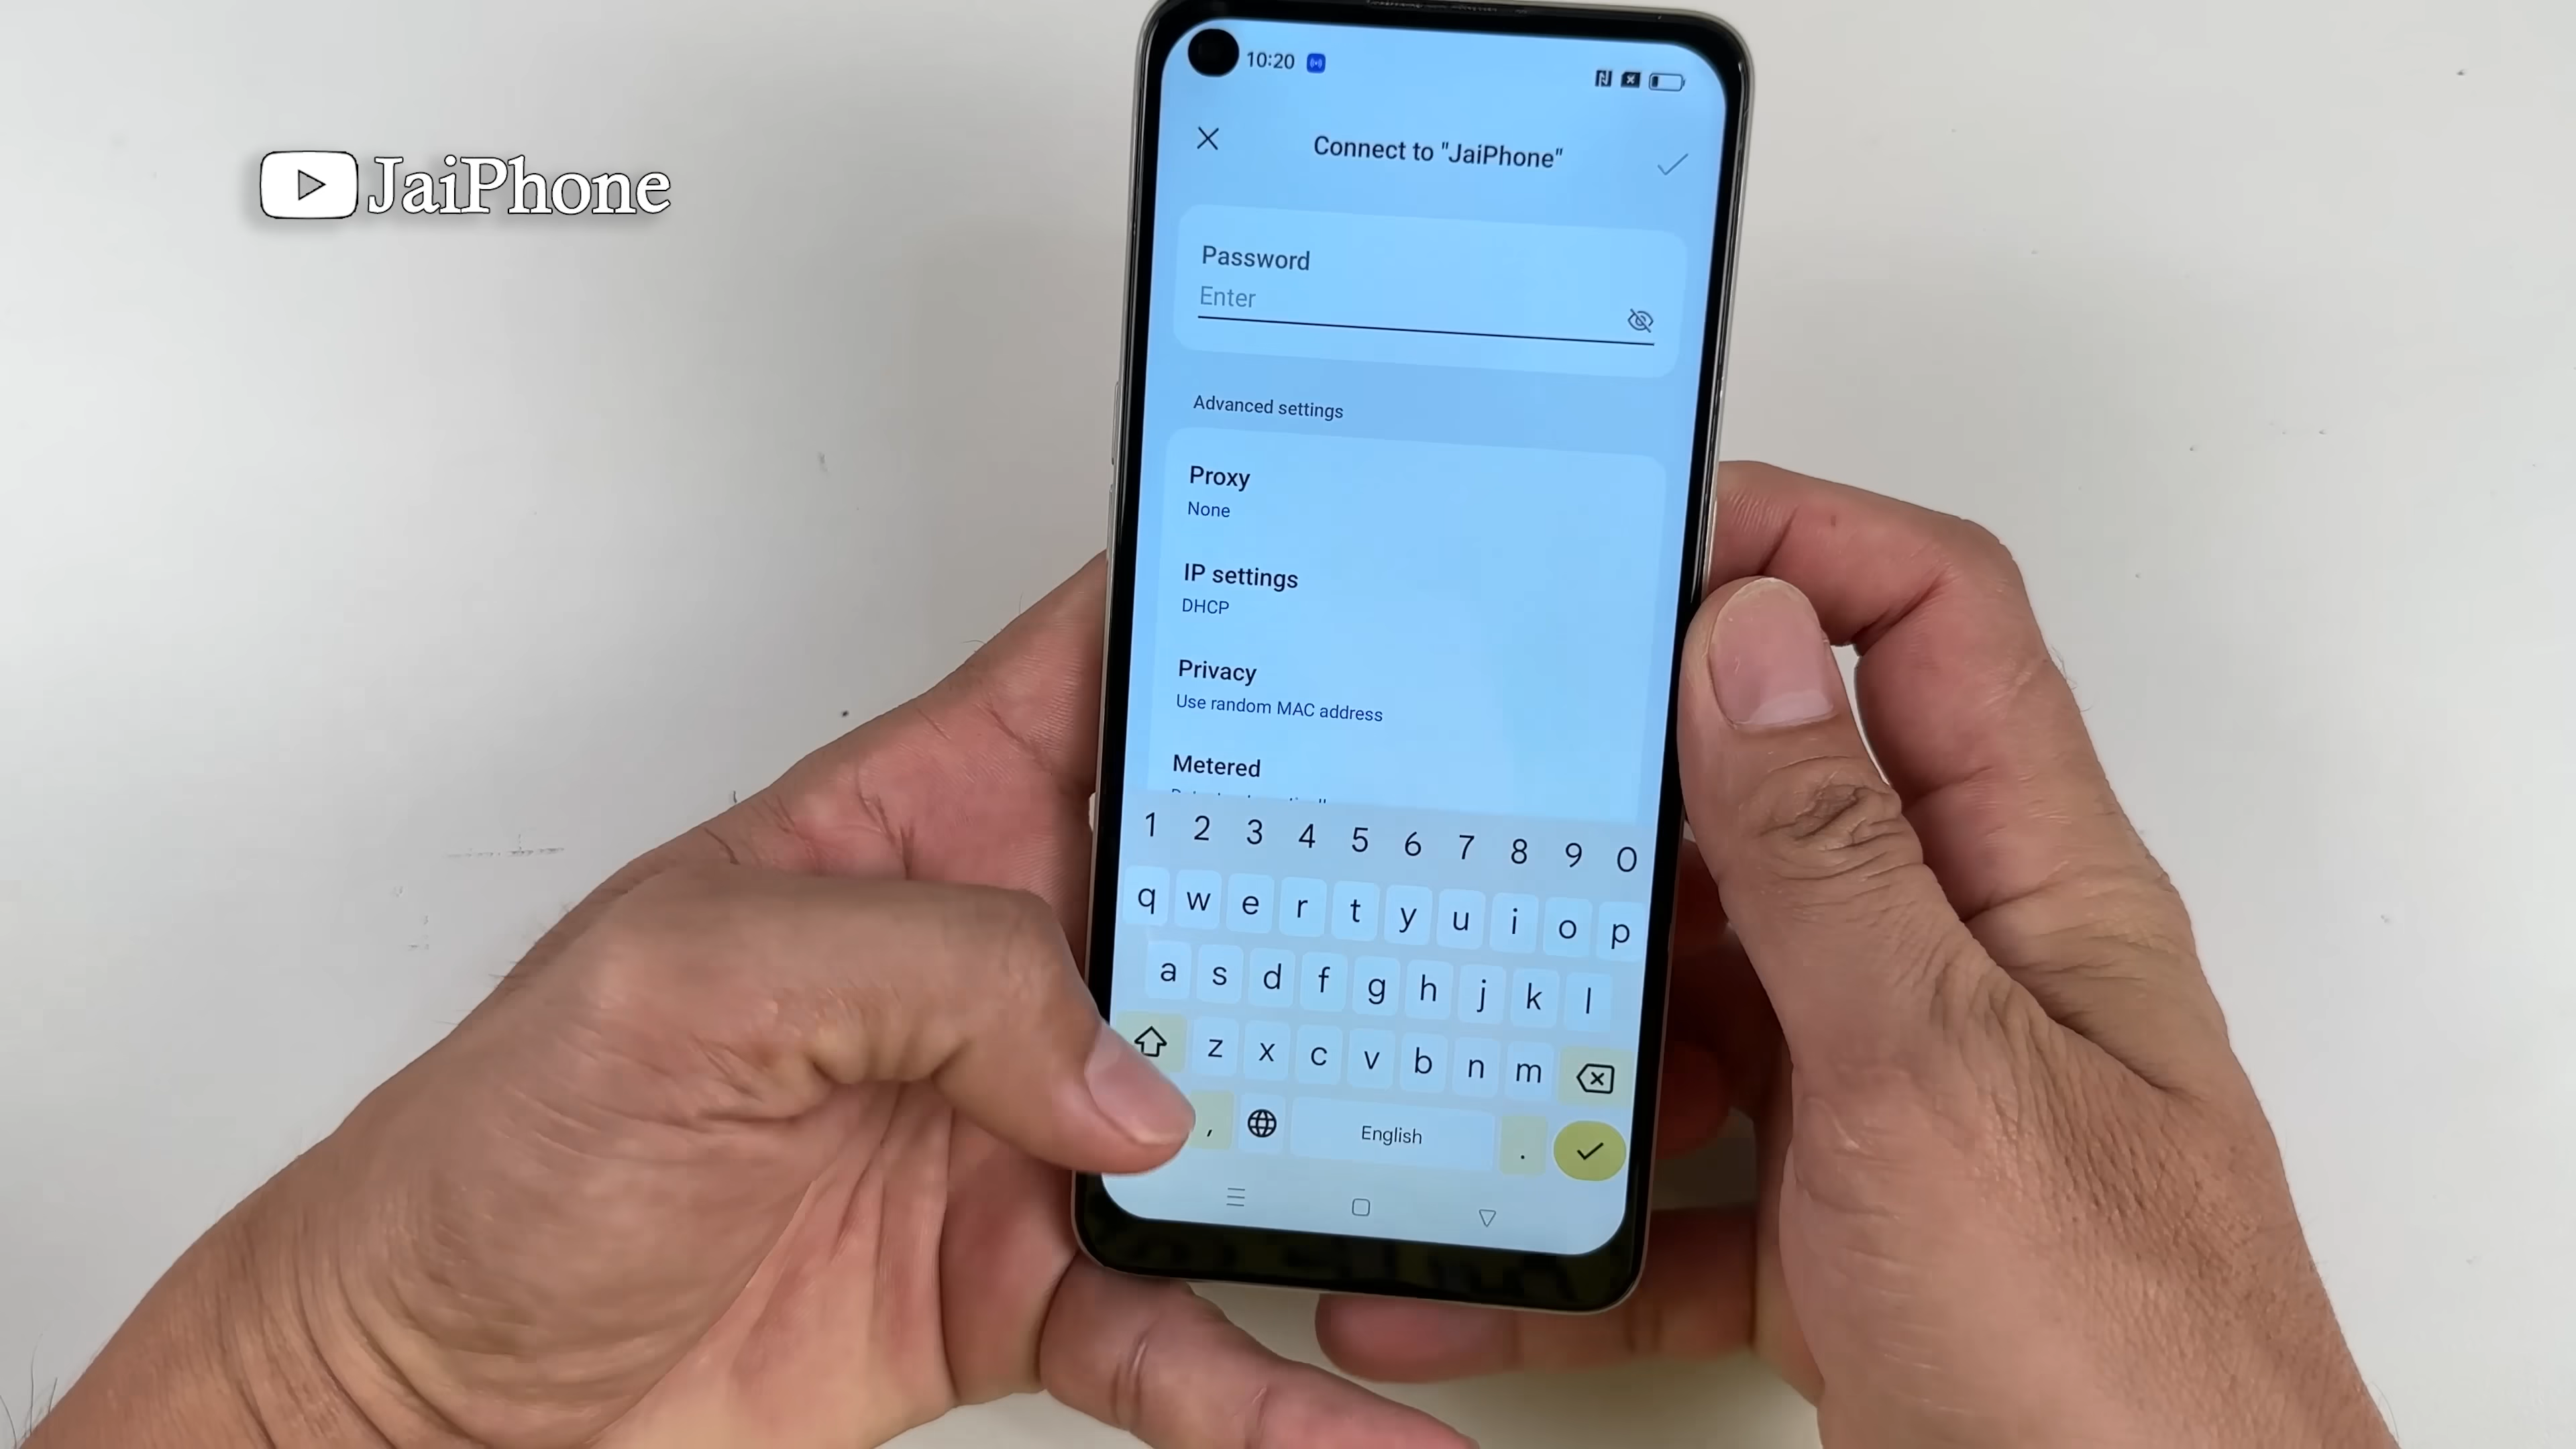 JaiPhone
10:20
Connect to "JaiPhone"
Password
Enter
Advanced settings
Proxy
None
IP settings
DHCP
Privacy
Use random MAC address
Metered
1 2 3 4 5 6 7 8 9 0
q w e r t y u i o p
a s d f g h j k l
z x c v b n m
, English .